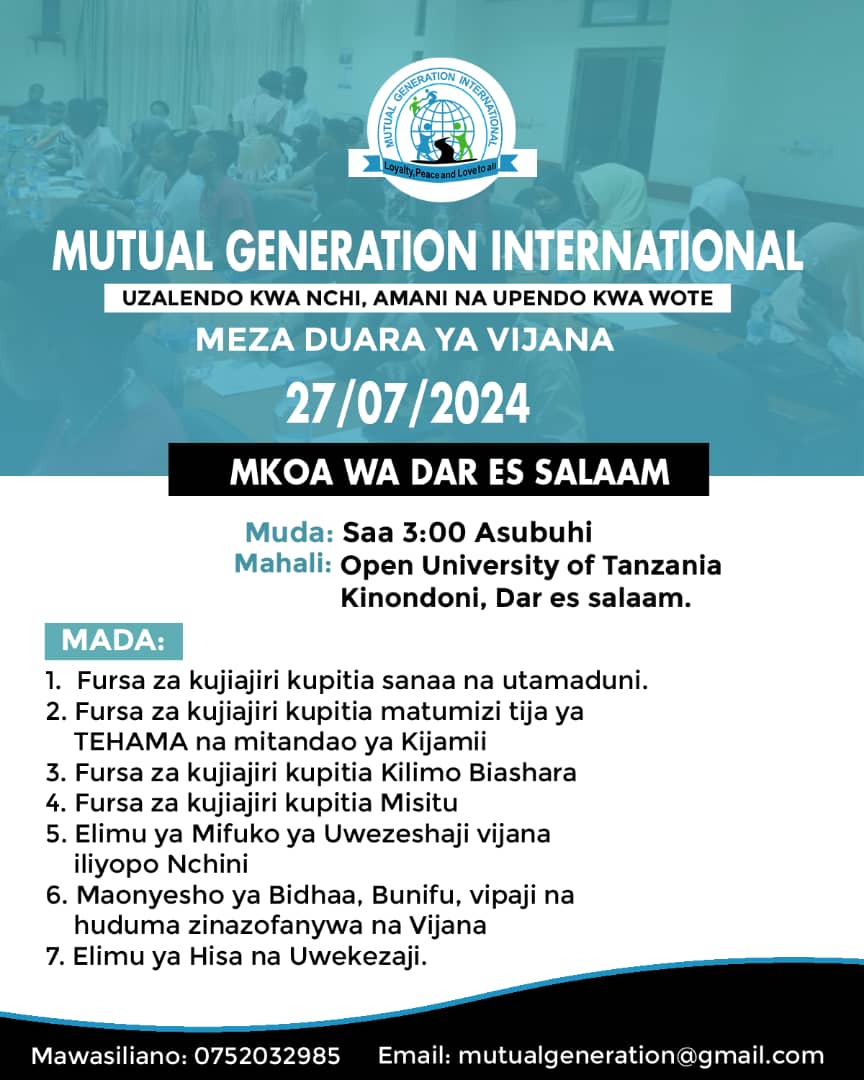 MUTUAL GENERATION INTERNATIONAL
Loyalty,Peace and Love to all
MUTUAL GENERATION INTERNATIONAL
UZALENDO KWA NCHI, AMANI NA UPENDO KWA WOTE
MEZA DUARA YA VIJANA
27/07/2024
MKOA WA DAR ES SALAAM
Muda: Saa 3:00 Asubuhi
Mahali: Open University of Tanzania
Kinondoni, Dar es salaam.
MADA:
1. Fursa za kujiajiri kupitia sanaa na utamaduni.
2. Fursa za kujiajiri kupitia matumizi tija ya
TEHAMA na mitandao ya Kijamii
3. Fursa za kujiajiri kupitia Kilimo Biashara
4. Fursa za kujiajiri kupitia Misitu
5. Elimu ya Mifuko ya Uwezeshaji vijana
iliyopo Nchini
6. Maonyesho ya Bidhaa, Bunifu, vipaji na
huduma zinazofanywa na Vijana
7. Elimu ya Hisa na Uwekezaji.
Mawasiliano: 0752032985 Email: mutualgeneration@gmail.com